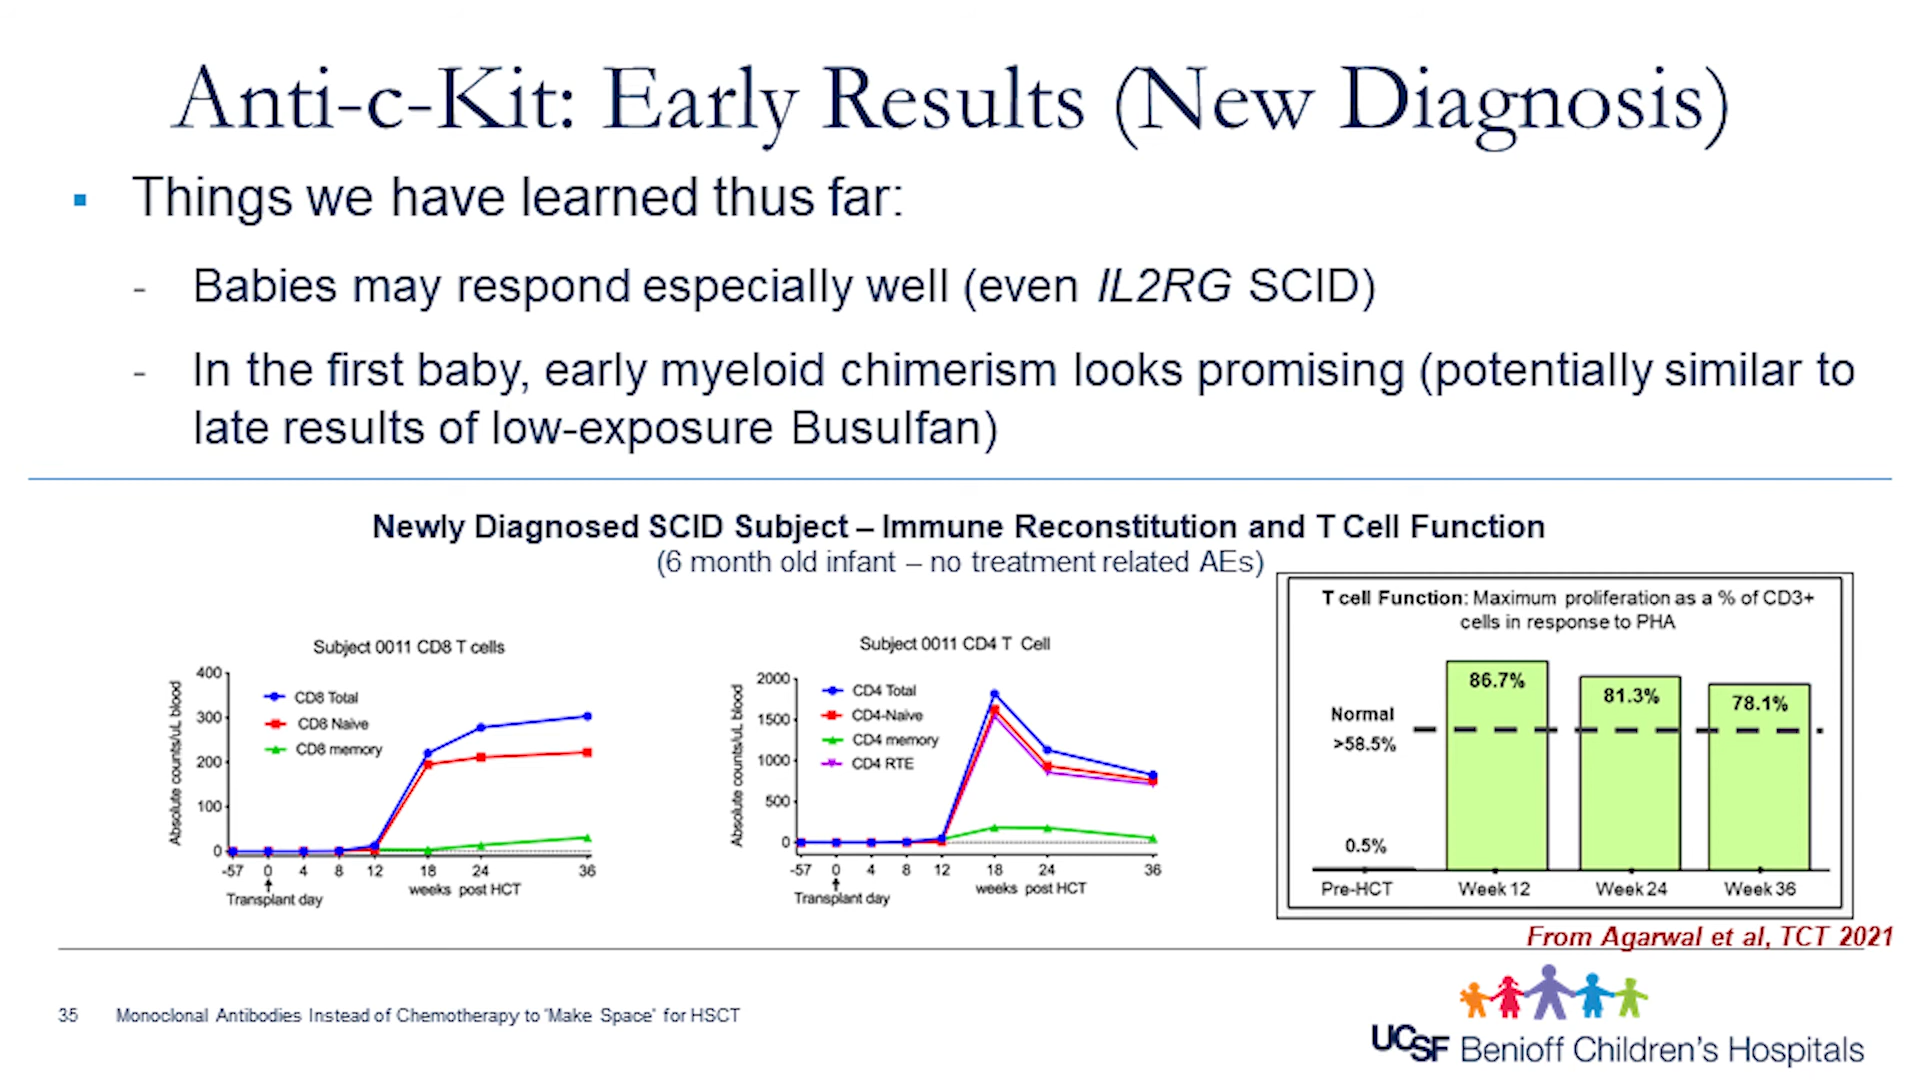 Anti-c-Kit: Early Results (New Diagnosis)
▪ Things we have learned thus far:
- Babies may respond especially well (even IL2RG SCID)
- In the first baby, early myeloid chimerism looks promising (potentially similar to
late results of low-exposure Busulfan)
Newly Diagnosed SCID Subject – Immune Reconstitution and T Cell Function
(6 month old infant – no treatment related AEs)
Subject 0011 CD8 T cells
Absolute counts/uL blood
400
300
200
100
0
CD8 Total
CD8 Naive
CD8 memory
-57 0 4 8 12 18 24 36
weeks post HCT
Transplant day
Subject 0011 CD4 T Cell
Absolute counts/uL blood
2000
1500
1000
500
0
CD4 Total
CD4-Naive
CD4 memory
CD4 RTE
-57 0 4 8 12 18 24 36
weeks post HCT
Transplant day
T cell Function: Maximum proliferation as a % of CD3+
cells in response to PHA
86.7%
81.3%
78.1%
Normal
>58.5%
0.5%
Pre-HCT Week 12 Week 24 Week 36
From Agarwal et al, TCT 2021
35 Monoclonal Antibodies Instead of Chemotherapy to 'Make Space' for HSCT
UCSF Benioff Children's Hospitals